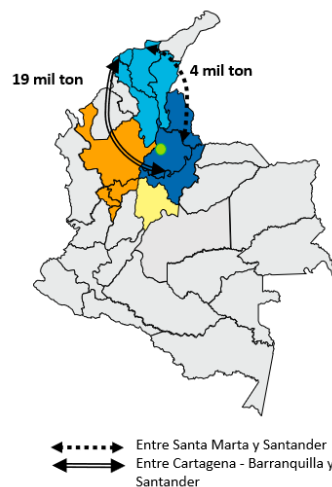 19 mil ton
4 mil ton
Entre Santa Marta y Santander
Entre Cartagena - Barranquilla y
Santander